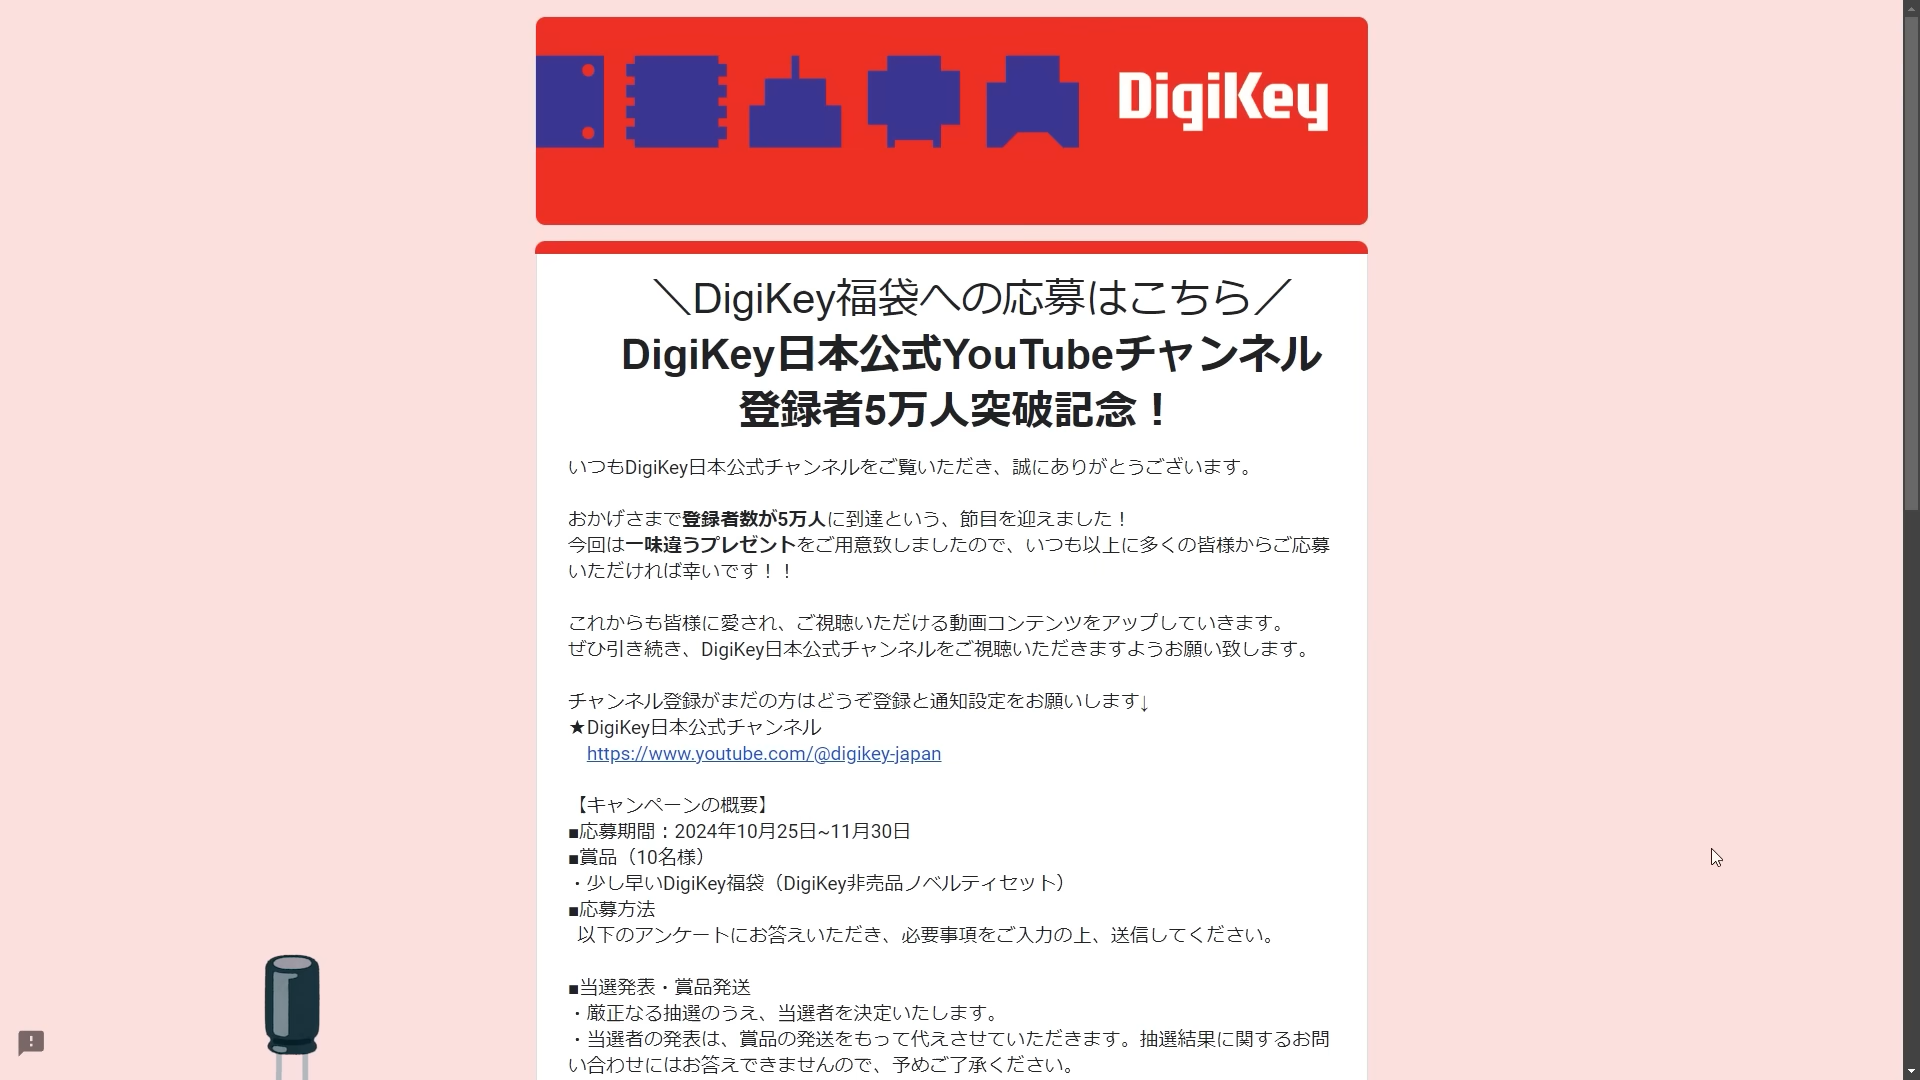 DigiKey
＼DigiKey福袋への応募はこちら／
DigiKey日本公式YouTubeチャンネル
登録者5万人突破記念！
いつもDigiKey日本公式チャンネルをご覧いただき、誠にありがとうございます。
おかげさまで登録者数が5万人に到達という、節目を迎えました！
今回は一味違うプレゼントをご用意致しましたので、いつも以上に多くの皆様からご応募
いただければ幸いです！！
これからも皆様に愛され、ご視聴いただける動画コンテンツをアップしていきます。
ぜひ引き続き、DigiKey日本公式チャンネルをご視聴いただきますようお願い致します。
チャンネル登録がまだの方はどうぞ登録と通知設定をお願いします↓
★DigiKey日本公式チャンネル
https://www.youtube.com/@digikey-japan
【キャンペーンの概要】
■応募期間：2024年10月25日~11月30日
■賞品（10名様）
・少し早いDigiKey福袋（DigiKey非売品ノベルティセット）
■応募方法
以下のアンケートにお答えいただき、必要事項をご入力の上、送信してください。
■当選発表・賞品発送
・厳正なる抽選のうえ、当選者を決定いたします。
・当選者の発表は、賞品の発送をもって代えさせていただきます。抽選結果に関するお問
い合わせにはお答えできませんので、予めご了承ください。